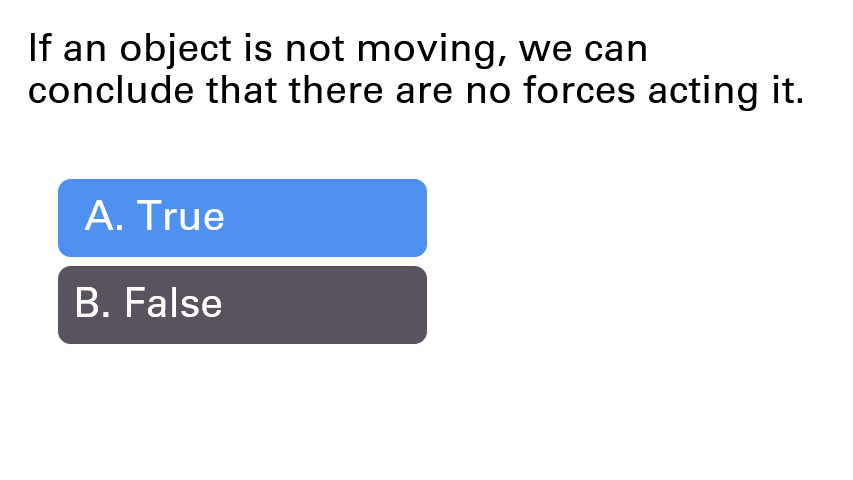 If an object is not moving, we can
conclude that there are no forces acting it.
A. True
B. False